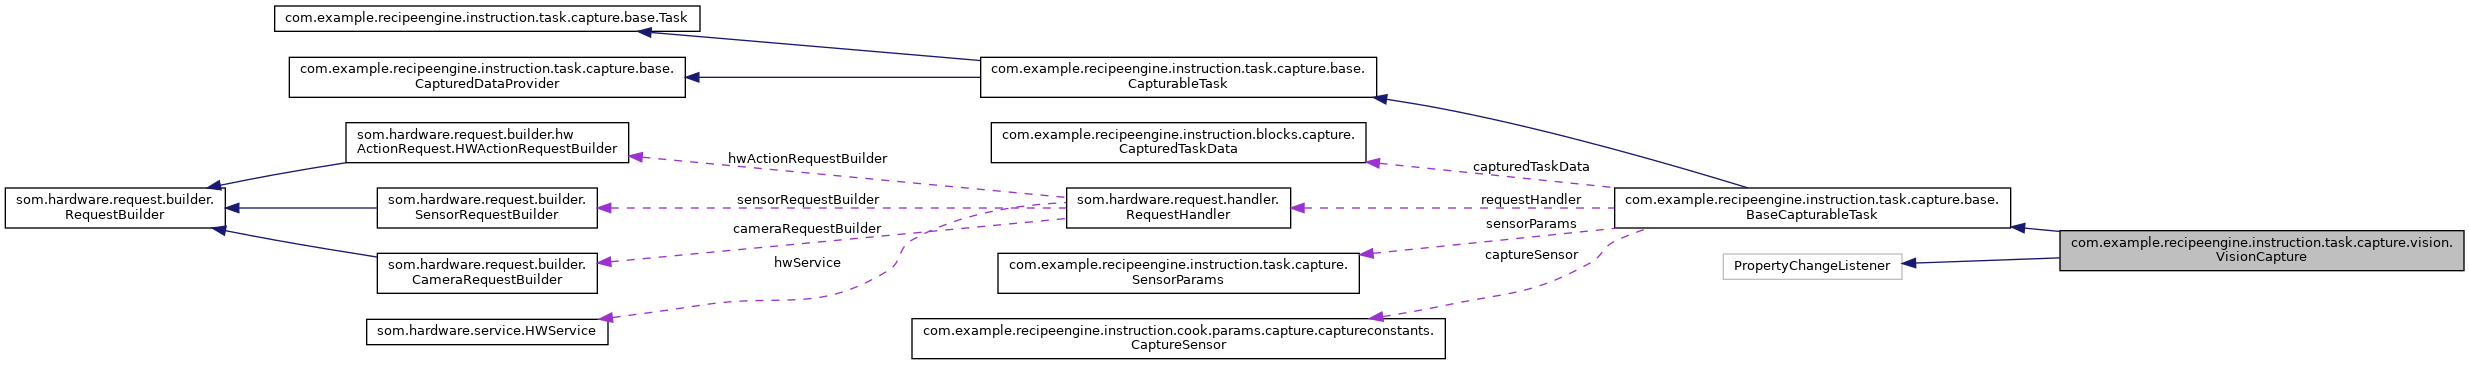 com.example.recipeengine.instruction.task.capture.base.Task
com.example.recipeengine.instruction.task.capture.base.
CapturedDataProvider
com.example.recipeengine.instruction.task.capture.base.
CapturableTask
som.hardware.request.builder.hw
ActionRequest.HWActionRequestBuilder
com.example.recipeengine.instruction.blocks.capture.
CapturedTaskData
hwActionRequestBuilder
capturedTaskData
som.hardware.request.builder.
RequestBuilder
som.hardware.request.builder.
SensorRequestBuilder
sensorRequestBuilder
som.hardware.request.handler.
RequestHandler
requestHandler
com.example.recipeengine.instruction.task.capture.base.
BaseCapturableTask
cameraRequestBuilder
sensorParams
com.example.recipeengine.instruction.task.capture.vision.
VisionCapture
som.hardware.request.builder.
CameraRequestBuilder
hwService
com.example.recipeengine.instruction.task.capture.
SensorParams
captureSensor
PropertyChangeListener
som.hardware.service.HWService
com.example.recipeengine.instruction.cook.params.capture.captureconstants.
CaptureSensor